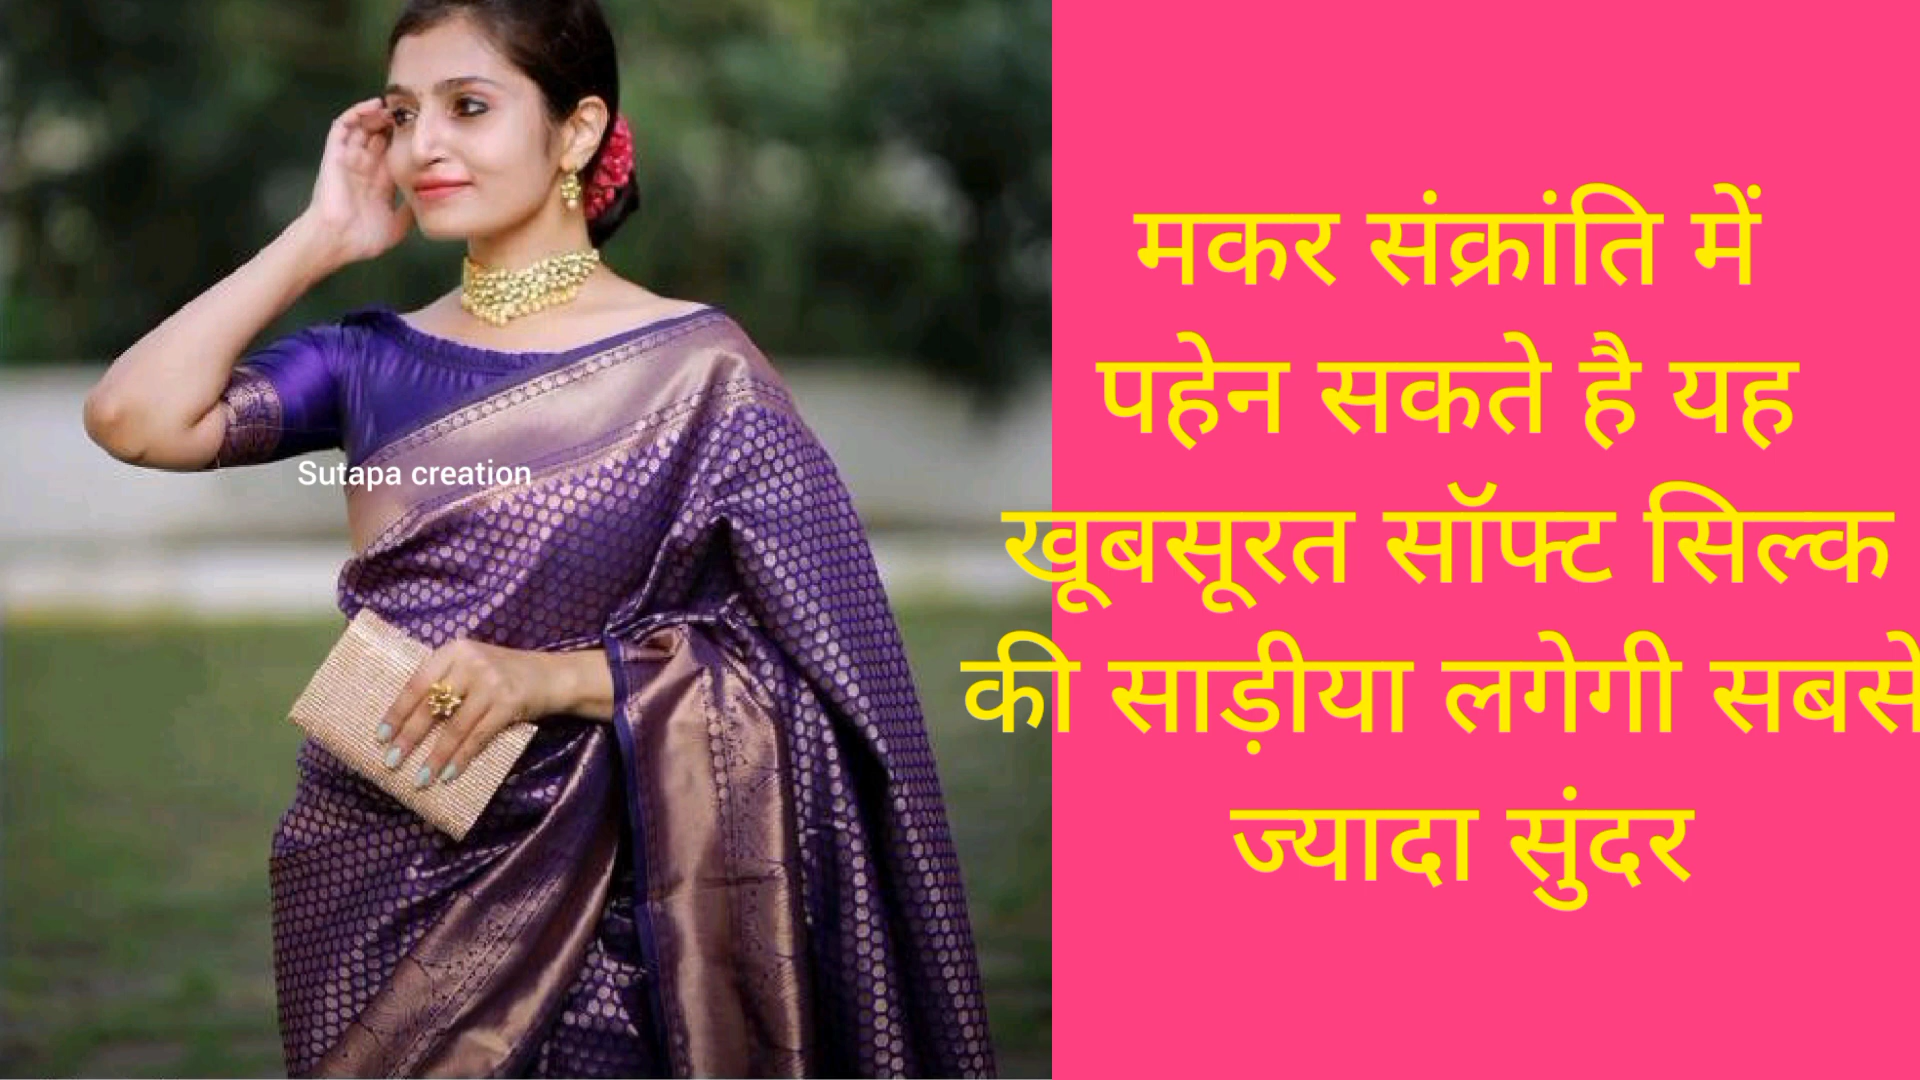 Sutapa creation
मकर संक्रांति में
पहेन सकते है यह
खूबसूरत सॉफ्ट सिल्क
की साड़ीया लगेगी सबसे
ज्यादा सुंदर